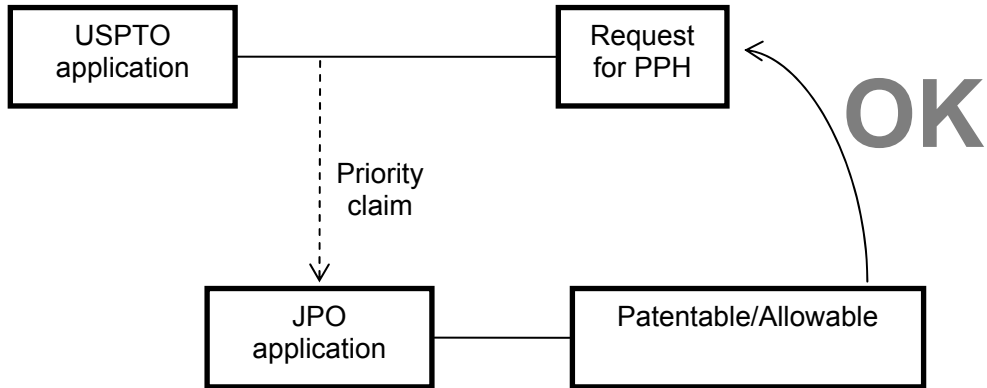 USPTO
application
Request
for PPH
OK
Priority
claim
JPO
application
Patentable/Allowable